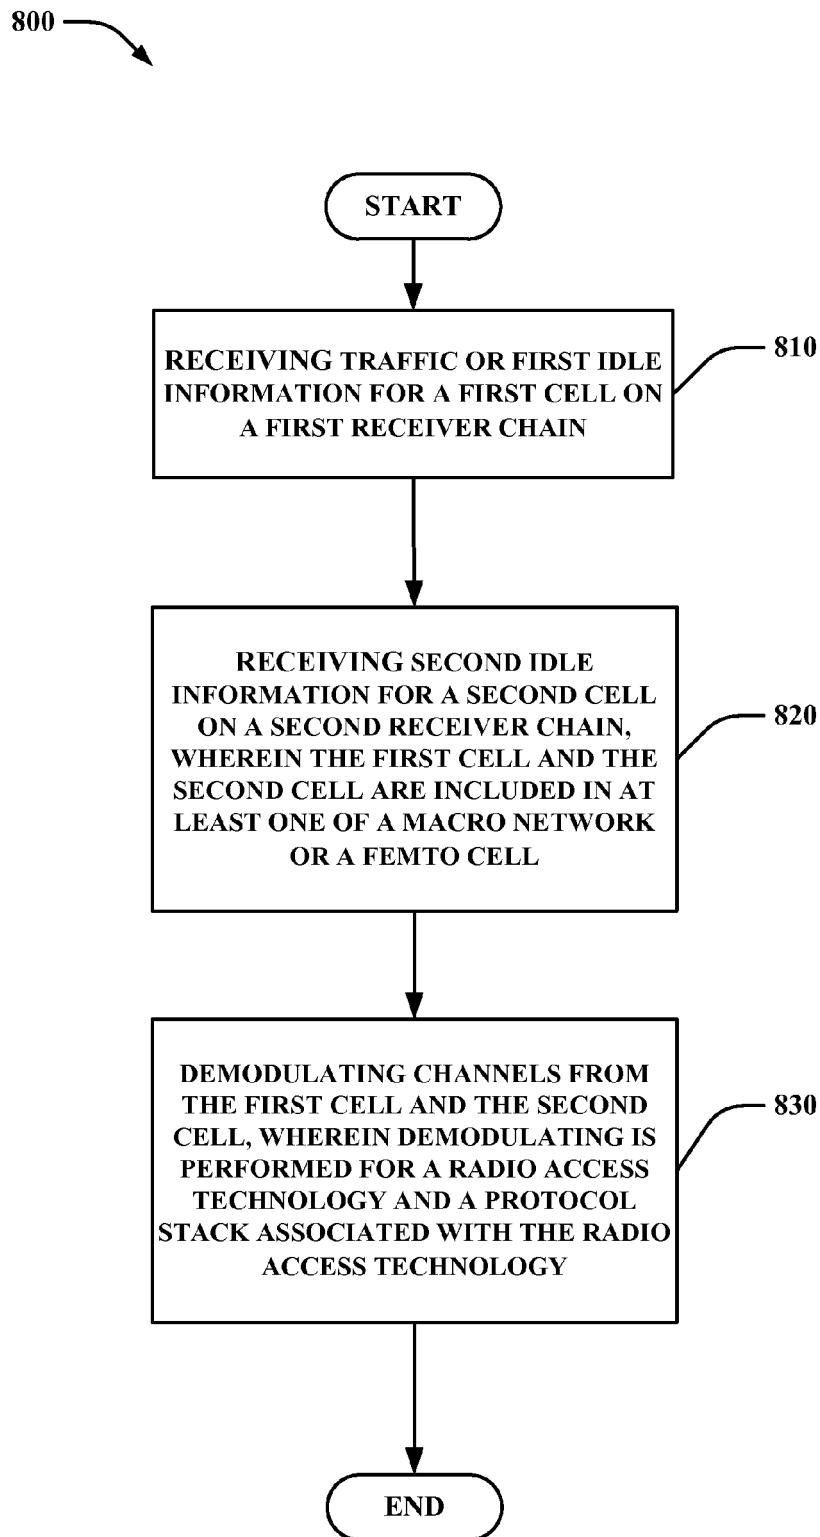 800
START
RECEIVING TRAFFIC OR FIRST IDLE
INFORMATION FOR A FIRST CELL ON
A FIRST RECEIVER CHAIN
810
RECEIVING SECOND IDLE
INFORMATION FOR A SECOND CELL
ON A SECOND RECEIVER CHAIN,
WHEREIN THE FIRST CELL AND THE
SECOND CELL ARE INCLUDED IN AT
LEAST ONE OF A MACRO NETWORK
OR A FEMTO CELL
820
DEMODULATING CHANNELS FROM
THE FIRST CELL AND THE SECOND
CELL, WHEREIN DEMODULATING IS
PERFORMED FOR A RADIO ACCESS
TECHNOLOGY AND A PROTOCOL
STACK ASSOCIATED WITH THE RADIO
ACCESS TECHNOLOGY
830
END